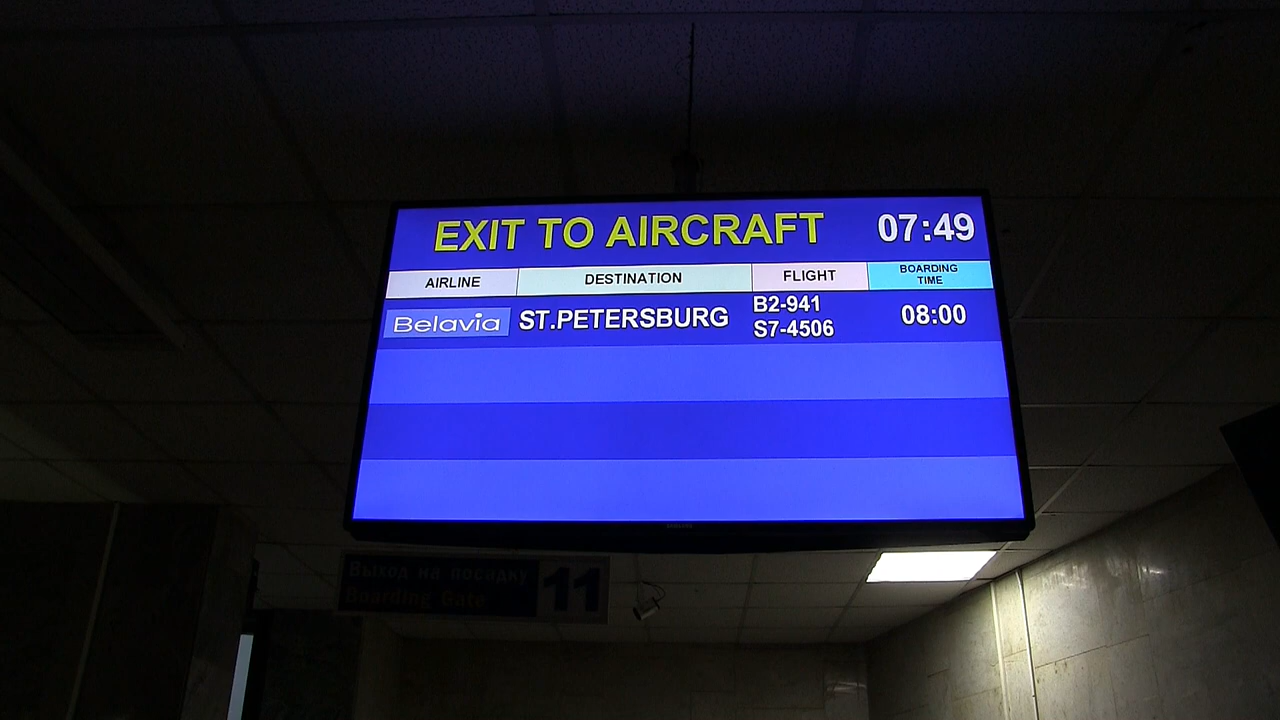 EXIT TO AIRCRAFT 07:49
AIRLINE DESTINATION FLIGHT BOARDING TIME
Belavia ST.PETERSBURG B2-941 08:00
S7-4506
Выход на посадку 11
Boarding Gate